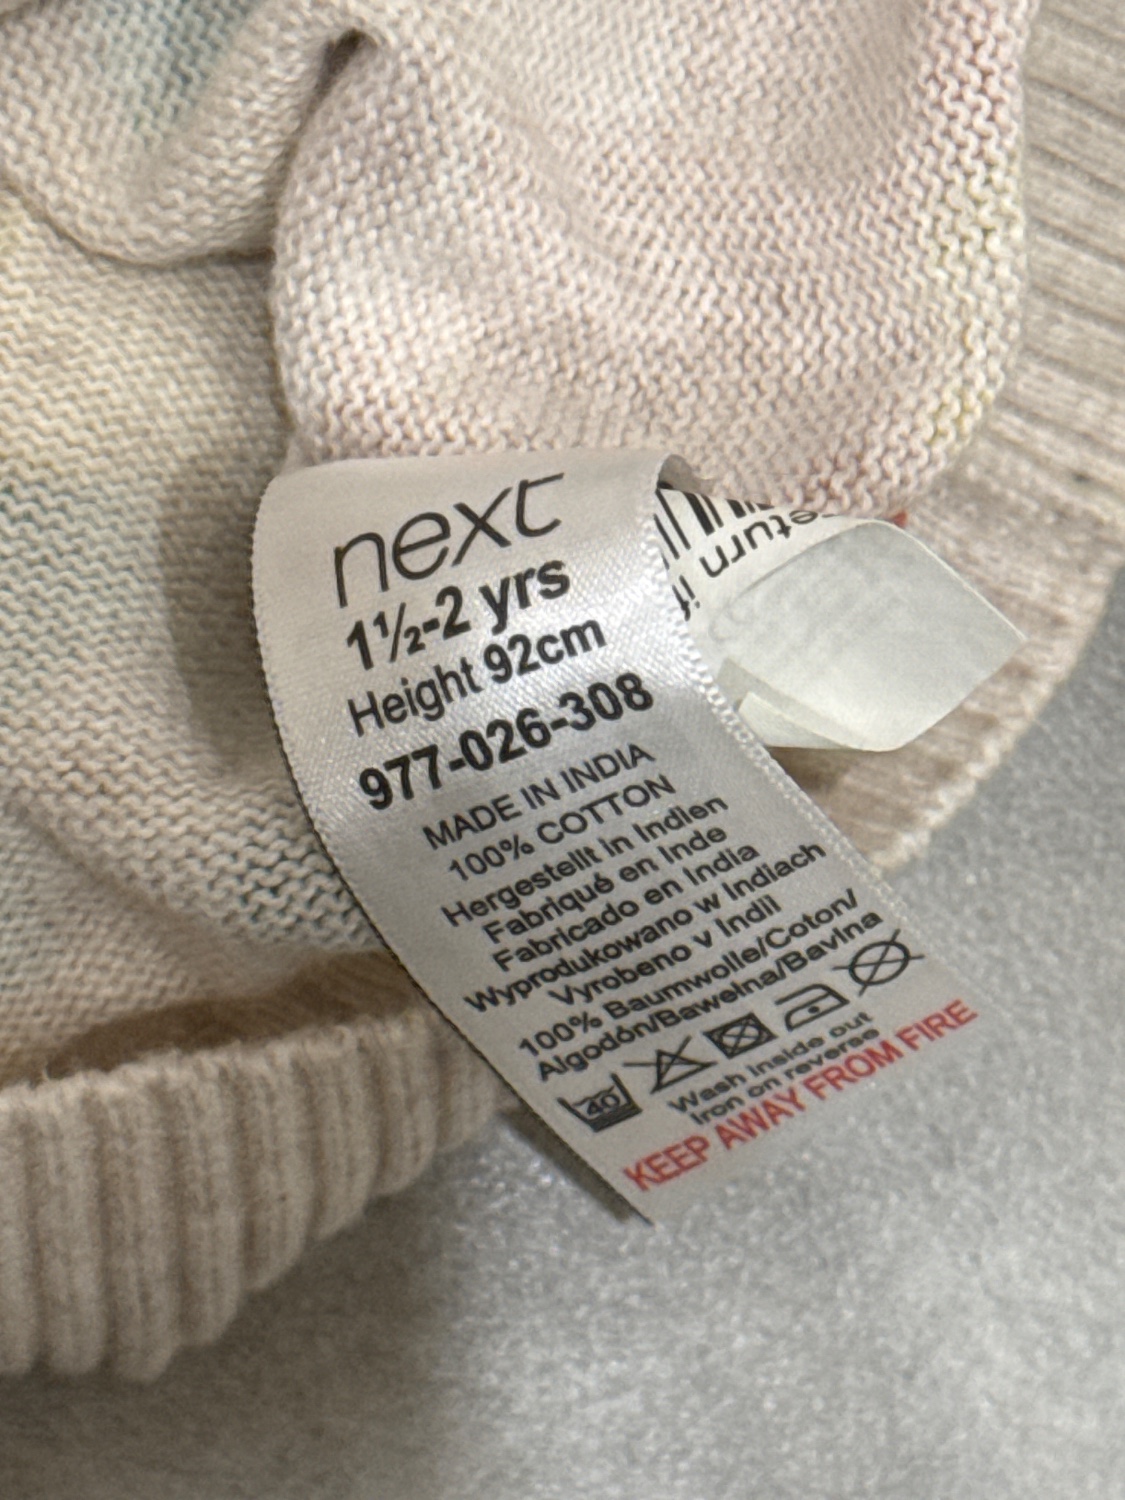 next
1½-2 yrs
Height 92cm
977-026-308
MADE IN INDIA
100% COTTON
Hergestellt in Indien
Fabriqué en Inde
Fabricado en India
Wyprodukowano w Indiach
Vyrobeno v Indii
100% Baumwolle/Coton/
Algodón/Bawełna/Bavlna
40
Wash inside out
Iron on reverse
KEEP AWAY FROM FIRE
if